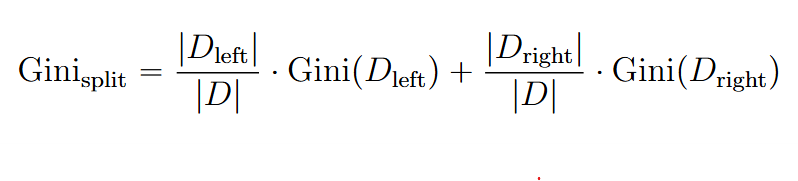 Gini_split = |D_left| / |D| · Gini(D_left) + |D_right| / |D| · Gini(D_right)